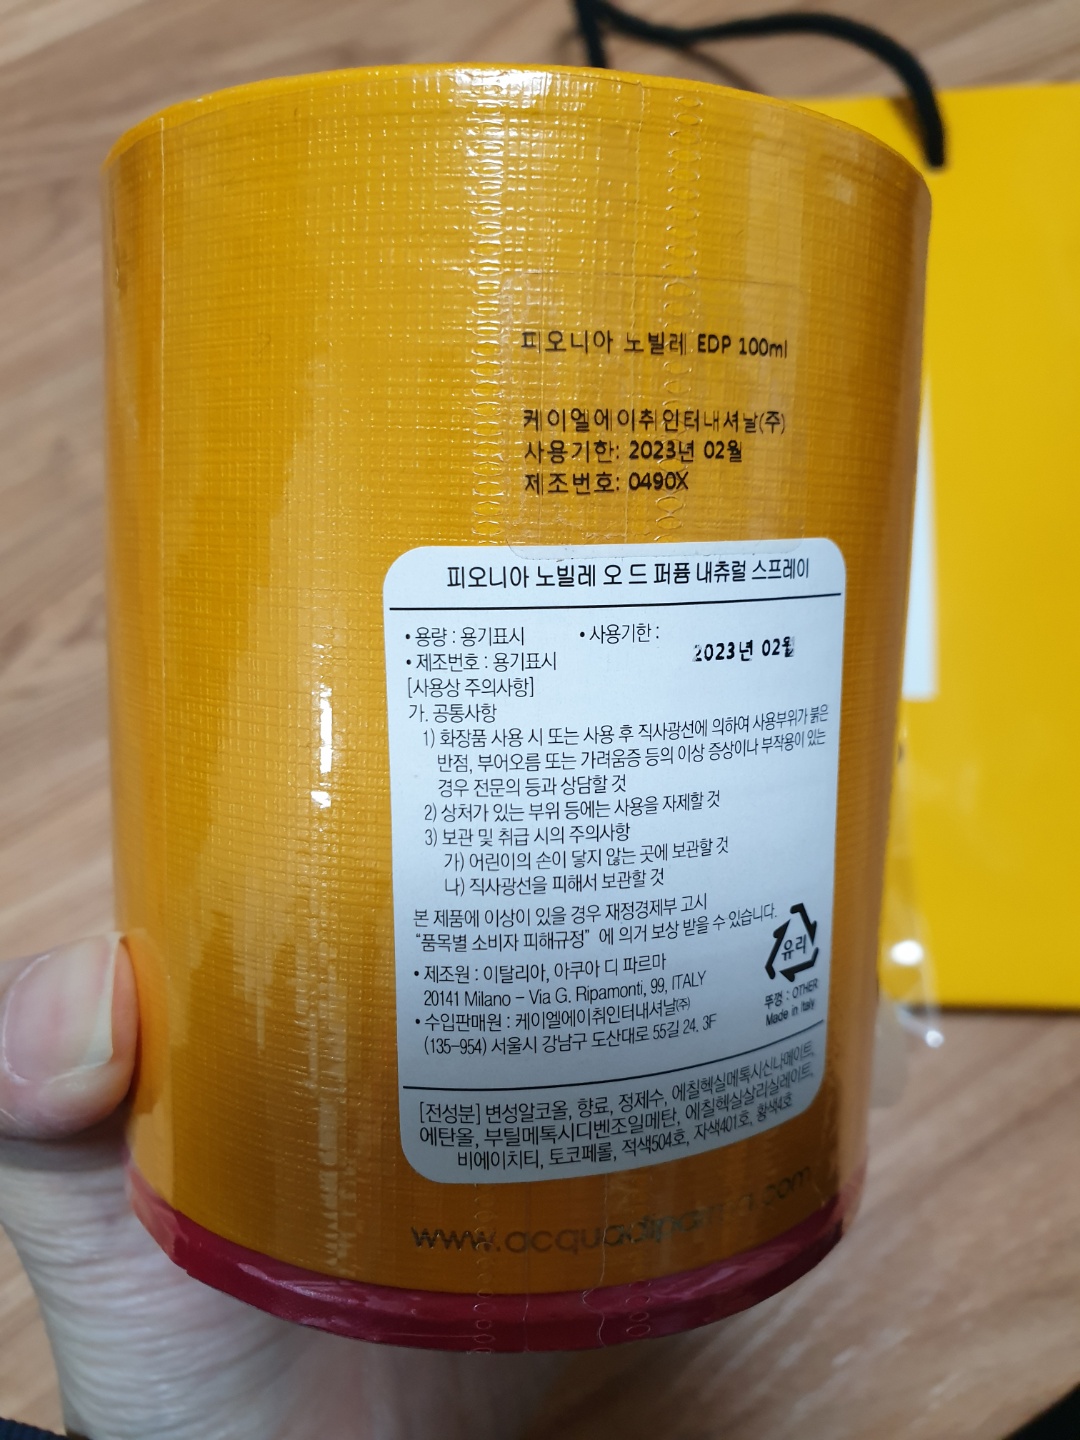 피오니아 노빌레 EDP 100ml
케이엘에이취인터내셔날(주)
사용기한: 2023년 02월
제조번호: 0490X
피오니아 노빌레 오 드 퍼퓸 내츄럴 스프레이
• 용량 : 용기표시 • 사용기한 :
2023년 02월
• 제조번호 : 용기표시
[사용상 주의사항]
가. 공통사항
1) 화장품 사용 시 또는 사용 후 직사광선에 의하여 사용부위가 붉은
반점, 부어오름 또는 가려움증 등의 이상 증상이나 부작용이 있는
경우 전문의 등과 상담할 것
2) 상처가 있는 부위 등에는 사용을 자제할 것
3) 보관 및 취급 시의 주의사항
가) 어린이의 손이 닿지 않는 곳에 보관할 것
나) 직사광선을 피해서 보관할 것
본 제품에 이상이 있을 경우 재정경제부 고시
“품목별 소비자 피해규정” 에 의거 보상 받을 수 있습니다.
• 제조원 : 이탈리아, 아쿠아 디 파르마
20141 Milano – Via G. Ripamonti, 99, ITALY
• 수입판매원 : 케이엘에이취인터내셔날㈜
(135-954) 서울시 강남구 도산대로 55길 24. 3F
유리
뚜껑 : OTHER
Made in Italy
[전성분] 변성알코올, 향료, 정제수, 에칠헥실메톡시신나메이트,
에탄올, 부틸메톡시디벤조일메탄, 에칠헥실살리실레이트,
비에이치티, 토코페롤, 적색504호, 자색401호, 황색4호
www.acquadiparma.com